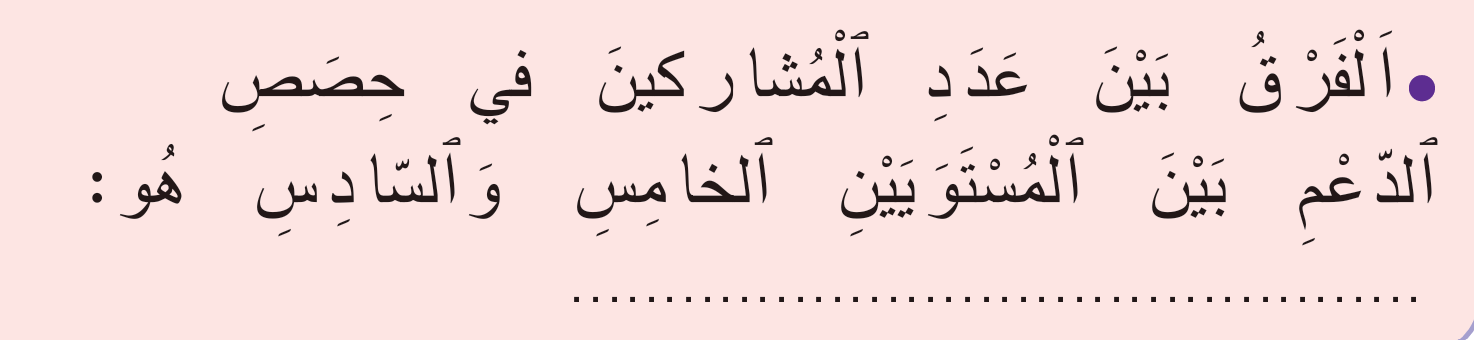 • اَلْفَرْقُ بَيْنَ عَدَدِ ٱلْمُشارِكينَ في حِصَصِ
ٱلدّعْمِ بَيْنَ ٱلْمُسْتَوَيَيْنِ ٱلخامِسِ وَٱلسّادِسِ هُو :
..............................................